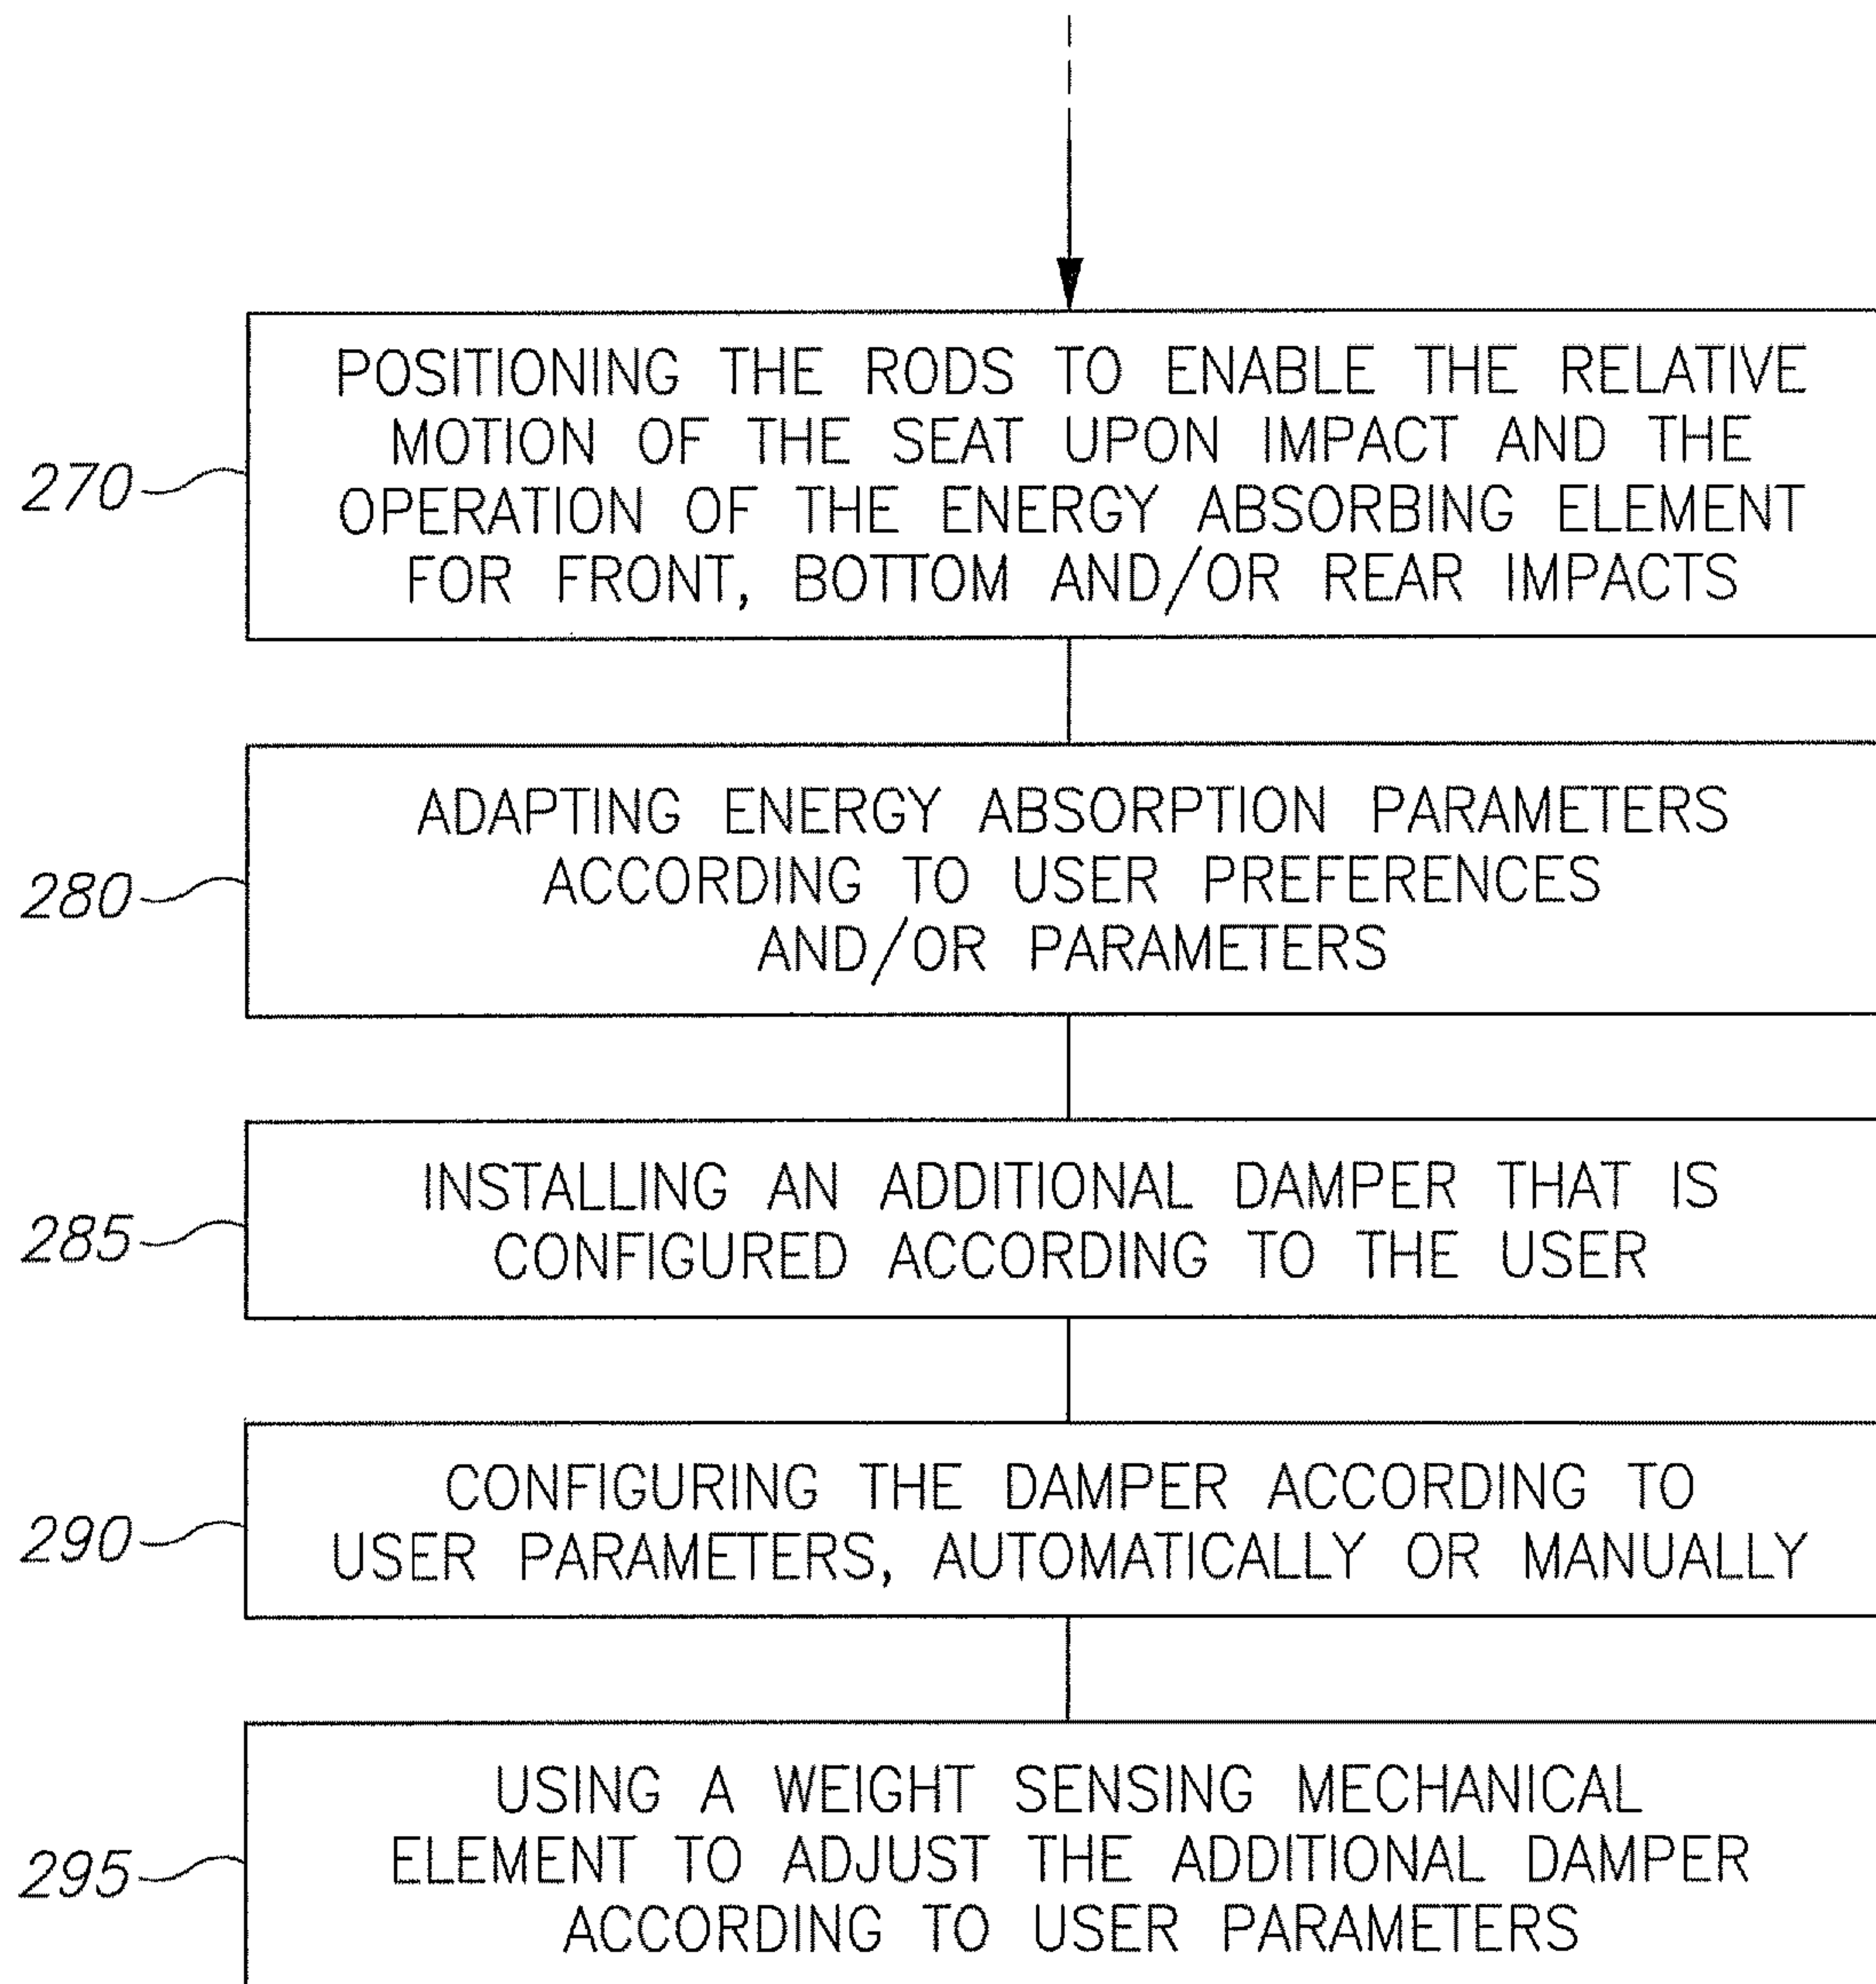 POSITIONING THE RODS TO ENABLE THE RELATIVE
MOTION OF THE SEAT UPON IMPACT AND THE
270
OPERATION OF THE ENERGY ABSORBING ELEMENT
FOR FRONT, BOTTOM AND/OR REAR IMPACTS
ADAPTING ENERGY ABSORPTION PARAMETERS
280
ACCORDING TO USER PREFERENCES
AND/OR PARAMETERS
INSTALLING AN ADDITIONAL DAMPER THAT IS
285
CONFIGURED ACCORDING TO THE USER
CONFIGURING THE DAMPER ACCORDING TO
290
USER PARAMETERS, AUTOMATICALLY OR MANUALLY
USING A WEIGHT SENSING MECHANICAL
295
ELEMENT TO ADJUST THE ADDITIONAL DAMPER
ACCORDING TO USER PARAMETERS